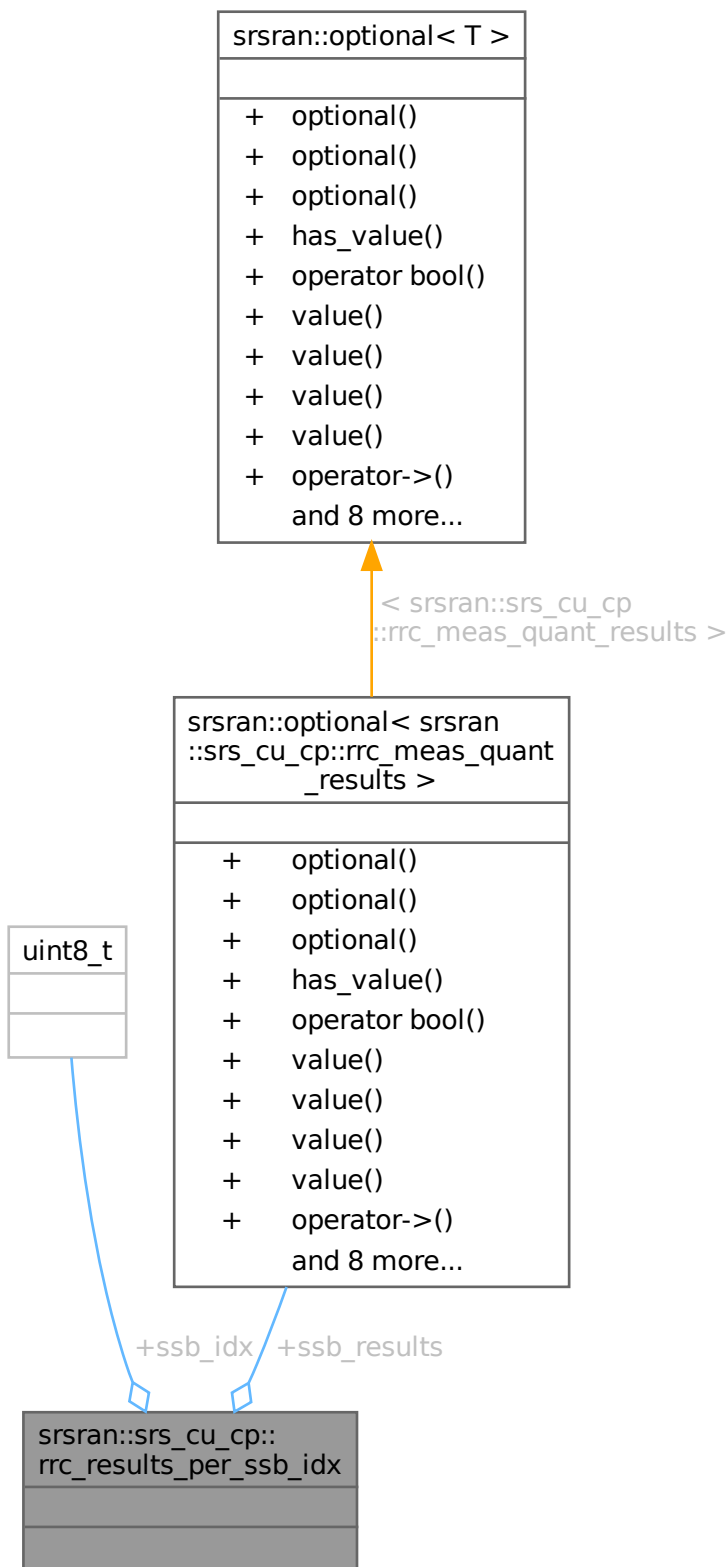 srsran::optional< T >
+ optional()
+ optional()
+ optional()
+ has_value()
+ operator bool()
+ value()
+ value()
+ value()
+ value()
+ operator->()
and 8 more...
< srsran::srs_cu_cp
::rrc_meas_quant_results >
srsran::optional< srsran
::srs_cu_cp::rrc_meas_quant
_results >
+ optional()
+ optional()
+ optional()
+ has_value()
+ operator bool()
+ value()
+ value()
+ value()
+ value()
+ operator->()
and 8 more...
uint8_t
+ssb_idx
+ssb_results
srsran::srs_cu_cp::
rrc_results_per_ssb_idx